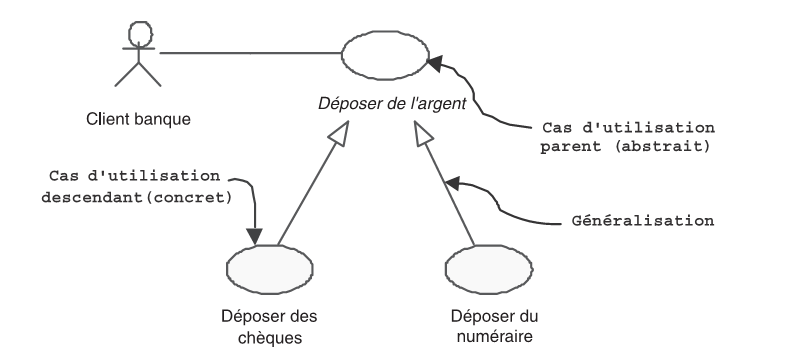 Déposer de l'argent
Client banque
Cas d'utilisation
parent (abstrait)
Cas d'utilisation
descendant(concret)
Généralisation
Déposer des
chèques
Déposer du
numéraire